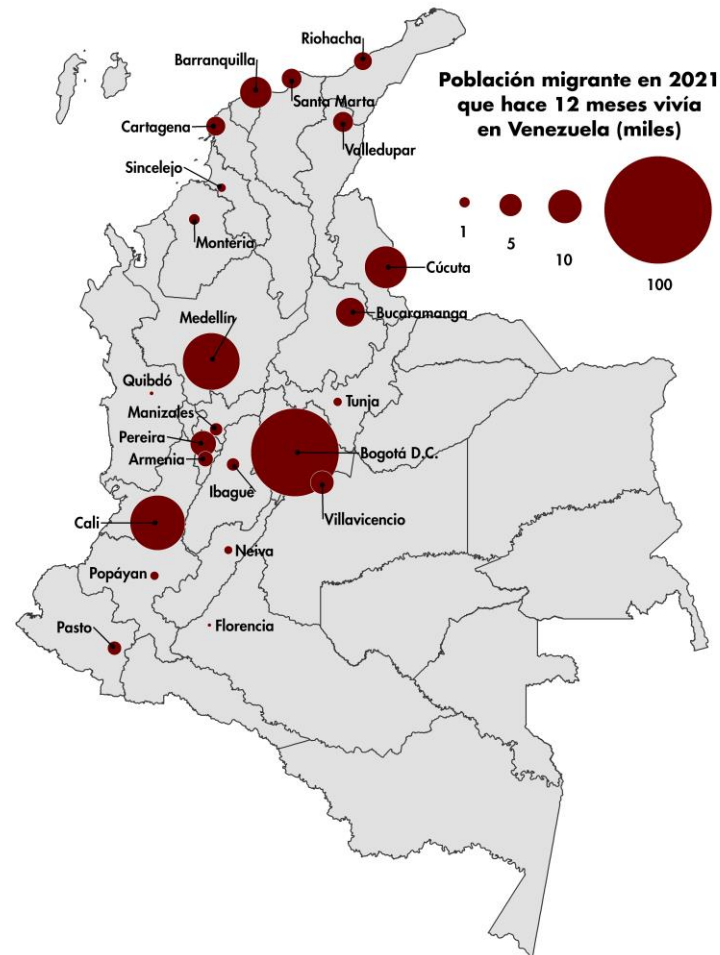 Riohacha
Barranquilla
Población migrante en 2021
que hace 12 meses vivía
en Venezuela (miles)
Santa Marta
Cartagena
Valledupar
Sincelejo
Montería
1
5
10
100
Cúcuta
Bucaramanga
Medellín
Quibdó
Tunja
Manizales
Pereira
Bogotá D.C.
Armenia
Ibagué
Villavicencio
Cali
Neiva
Popáyan
Florencia
Pasto